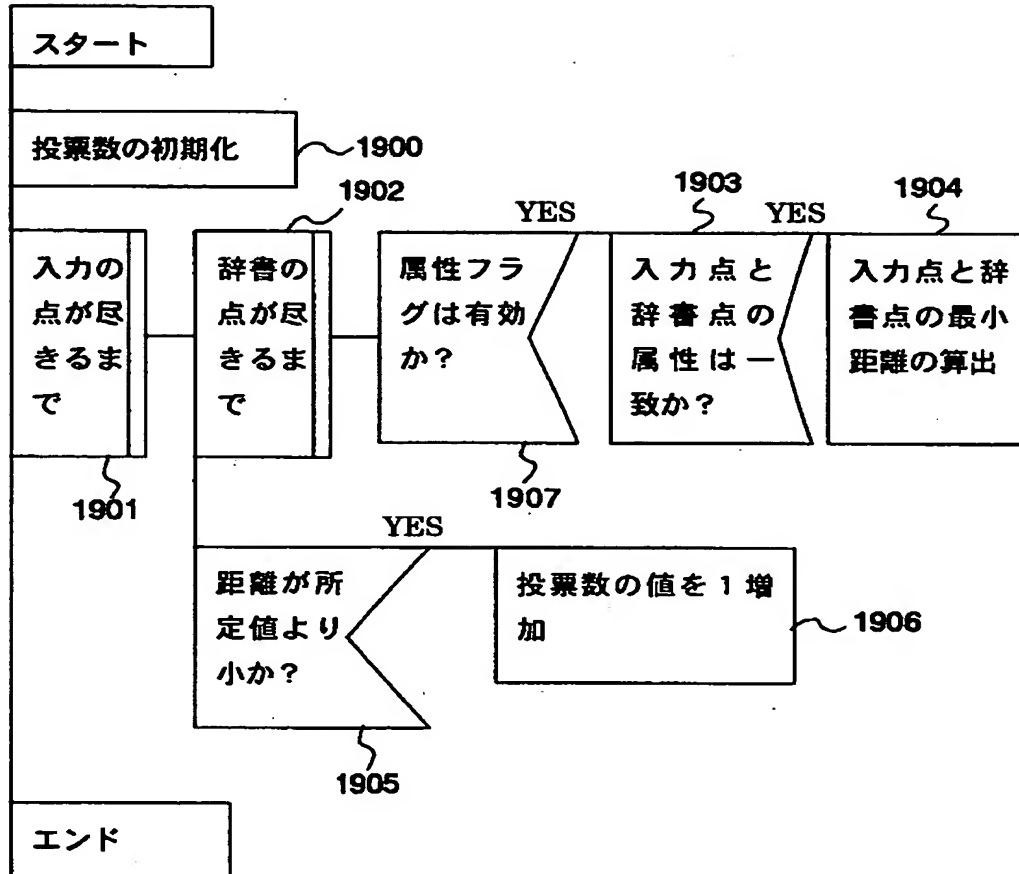 スタート
投票数の初期化
1900
1902
YES
1903
YES
1904
入力の
点が尽
きるま
で
辞書の
点が尽
きるま
で
属性フラ
グは有効
か？
入力点と
辞書点の
属性は一
致か？
入力点と辞
書点の最小
距離の算出
1901
1907
YES
距離が所
定値より
小か？
投票数の値を1増
加
1906
1905
エンド